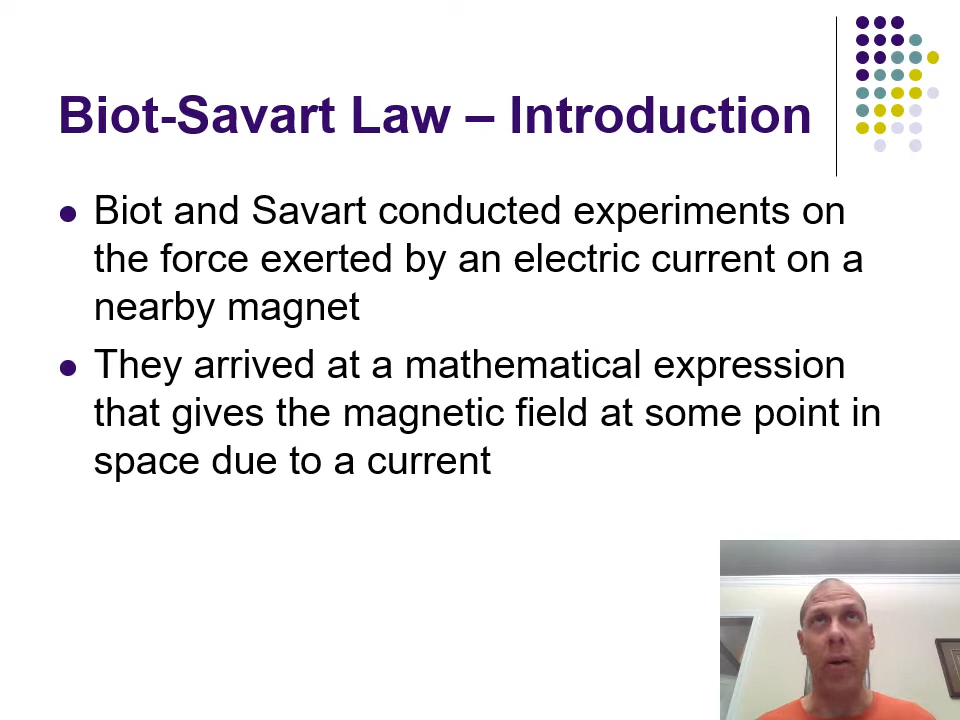 Biot-Savart Law – Introduction
Biot and Savart conducted experiments on
the force exerted by an electric current on a
nearby magnet
They arrived at a mathematical expression
that gives the magnetic field at some point in
space due to a current